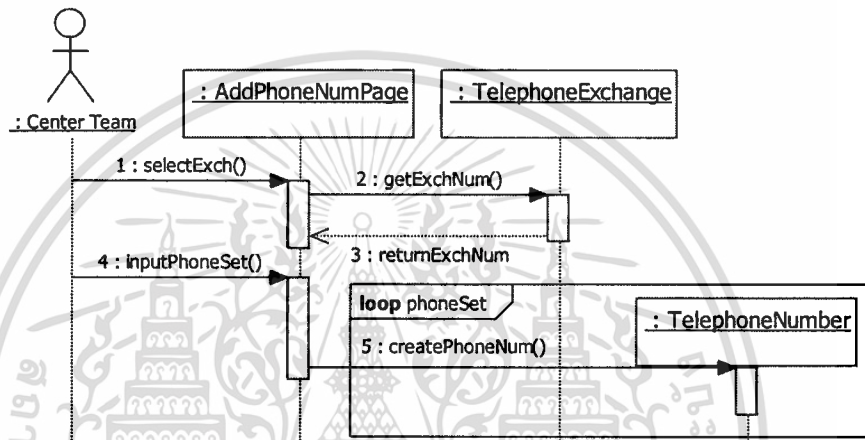 : Center Team
: AddPhoneNumPage
: TelephoneExchange
1 : selectExch()
2 : getExchNum()
3 : returnExchNum
4 : inputPhoneSet()
loop phoneSet
: TelephoneNumber
5 : createPhoneNum()